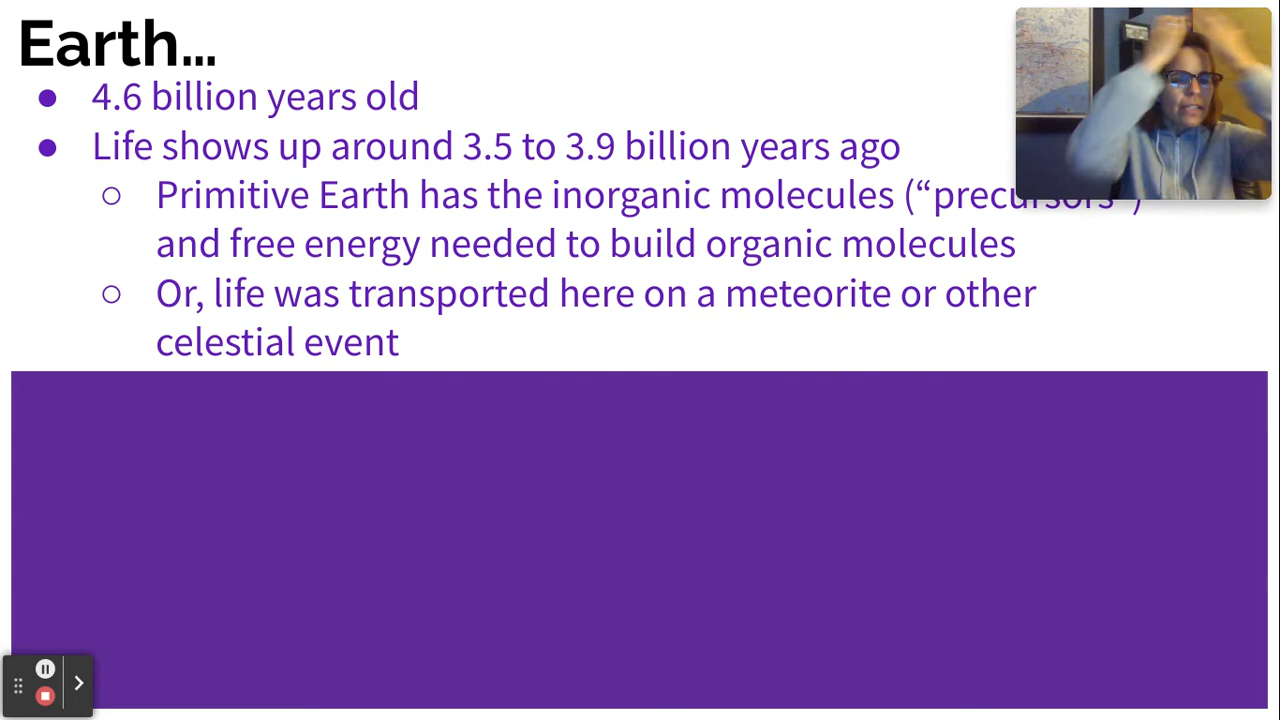 Earth...
● 4.6 billion years old
● Life shows up around 3.5 to 3.9 billion years ago
○ Primitive Earth has the inorganic molecules (“precursors”)
and free energy needed to build organic molecules
○ Or, life was transported here on a meteorite or other
celestial event